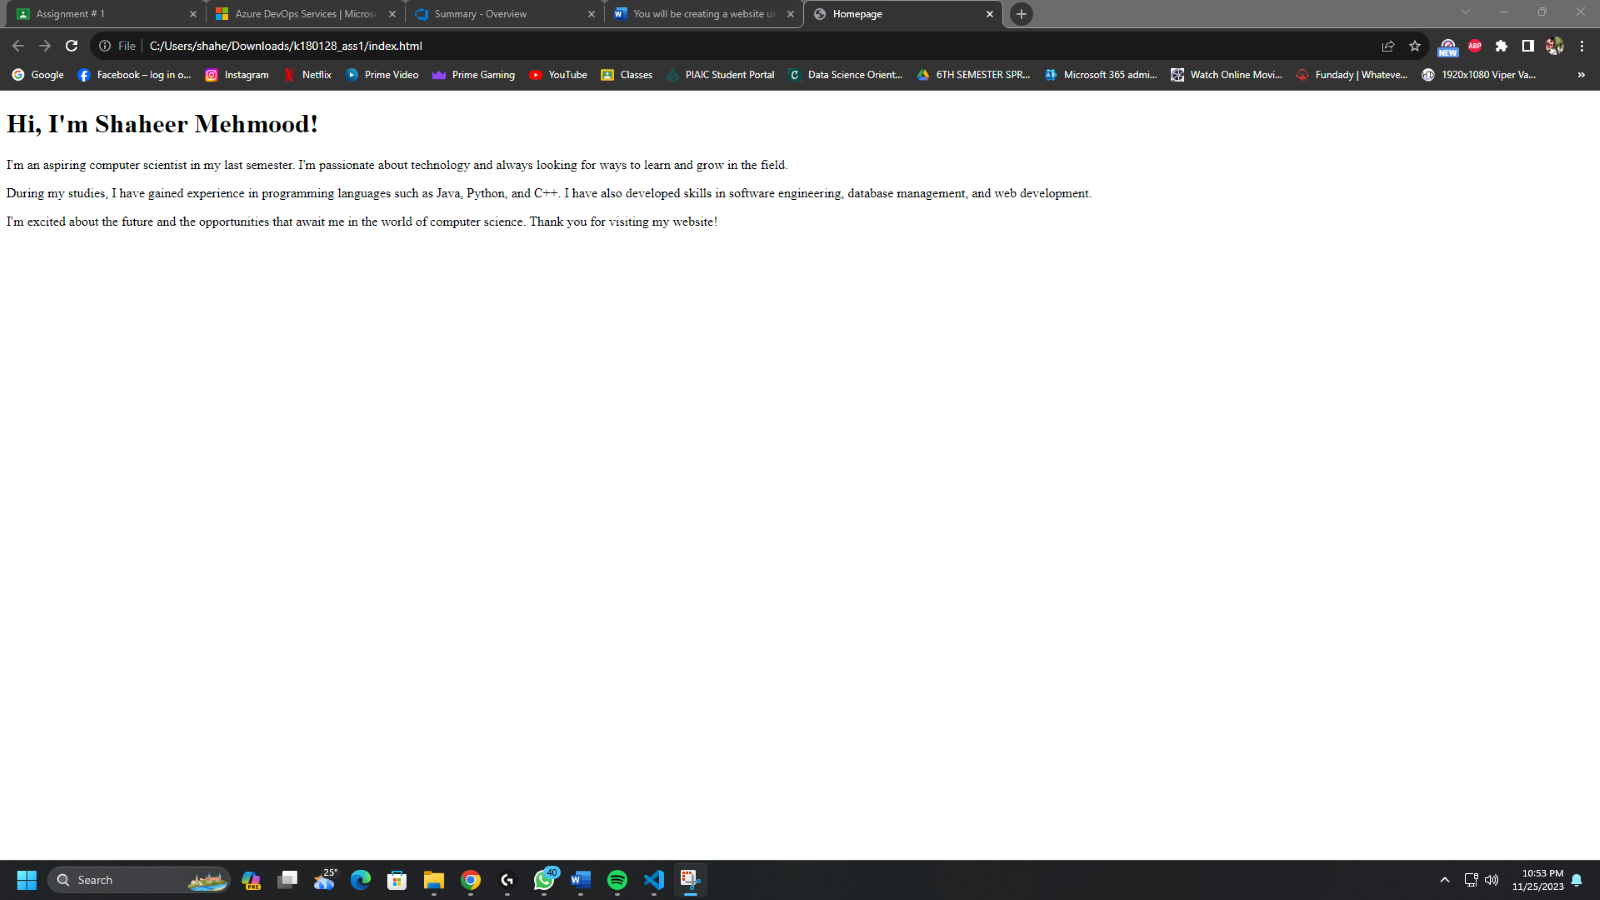 Assignment # 1
Azure DevOps Services | Micros
Summary - Overview
You will be creating a website u
Homepage
File
C:/Users/shahe/Downloads/k180128_ass1/index.html
NEW
ABP
Google
Facebook – log in o...
Instagram
Netflix
Prime Video
Prime Gaming
YouTube
Classes
PIAIC Student Portal
Data Science Orient...
6TH SEMESTER SPR...
Microsoft 365 admi...
Watch Online Movi...
Fundady | Whateve...
1920x1080 Viper Va...
Hi, I'm Shaheer Mehmood!
I'm an aspiring computer scientist in my last semester. I'm passionate about technology and always looking for ways to learn and grow in the field.
During my studies, I have gained experience in programming languages such as Java, Python, and C++. I have also developed skills in software engineering, database management, and web development.
I'm excited about the future and the opportunities that await me in the world of computer science. Thank you for visiting my website!
Search
PRE
25°
40
10:53 PM
11/25/2023